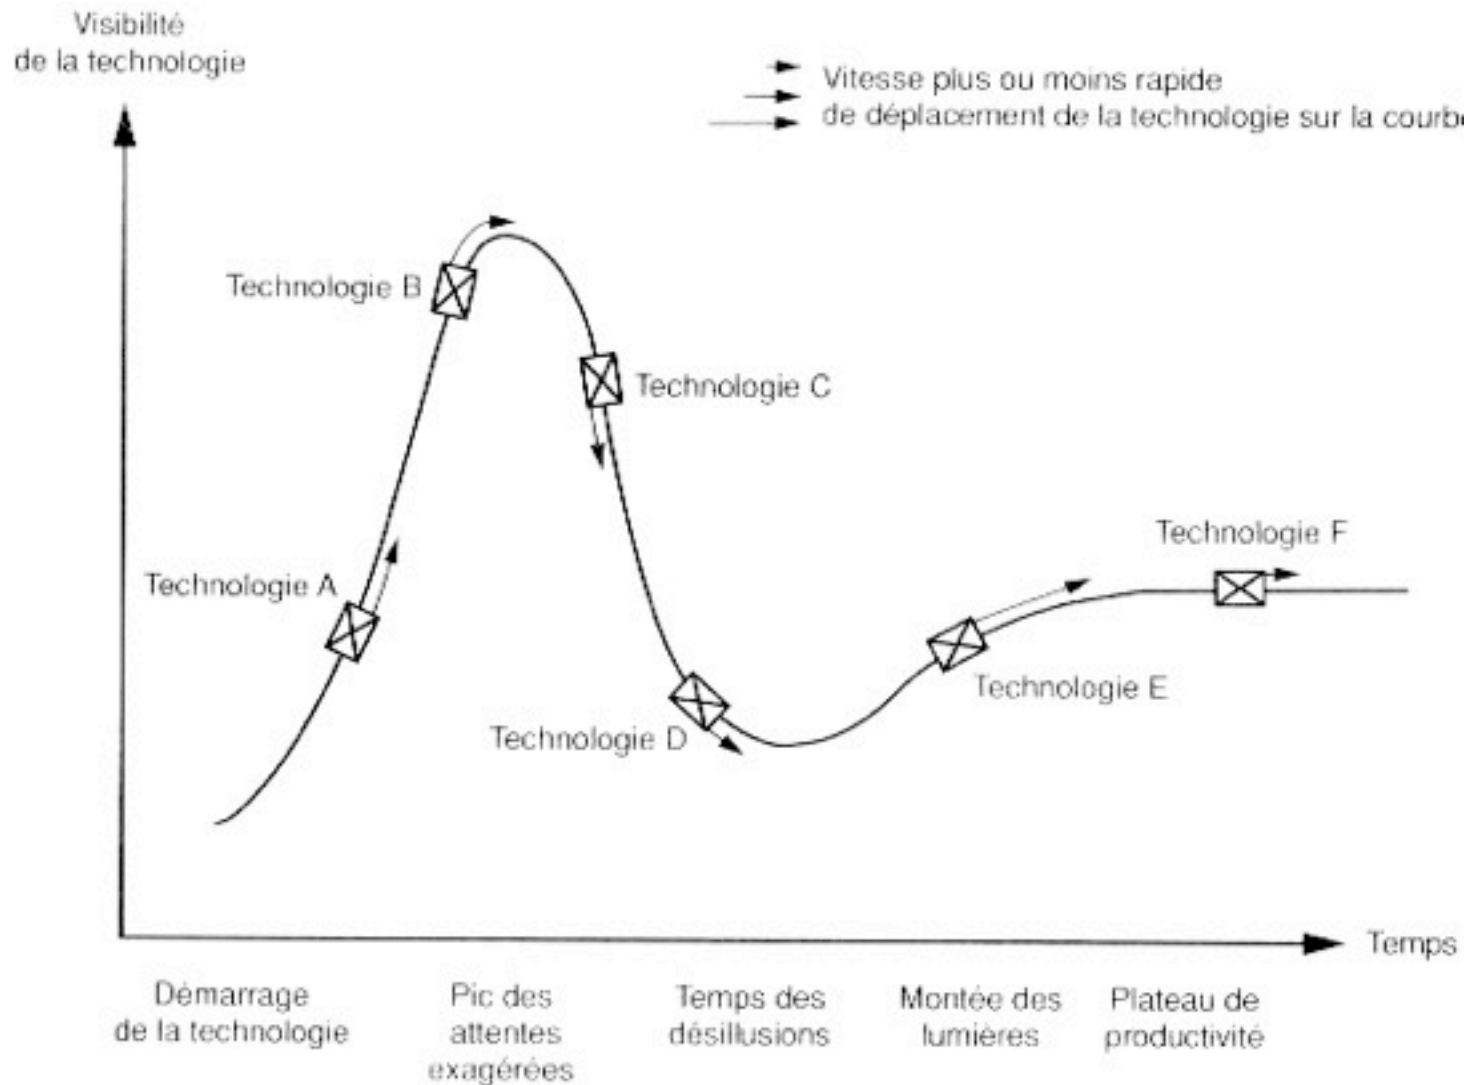 Visibilité
de la technologie
Vitesse plus ou moins rapide
de déplacement de la technologie sur la courbe
Technologie B
Technologie C
Technologie A
Technologie F
Technologie E
Technologie D
Temps
Démarrage
de la technologie
Pic des
attentes
exagérées
Temps des
désillusions
Montée des
lumières
Plateau de
productivité